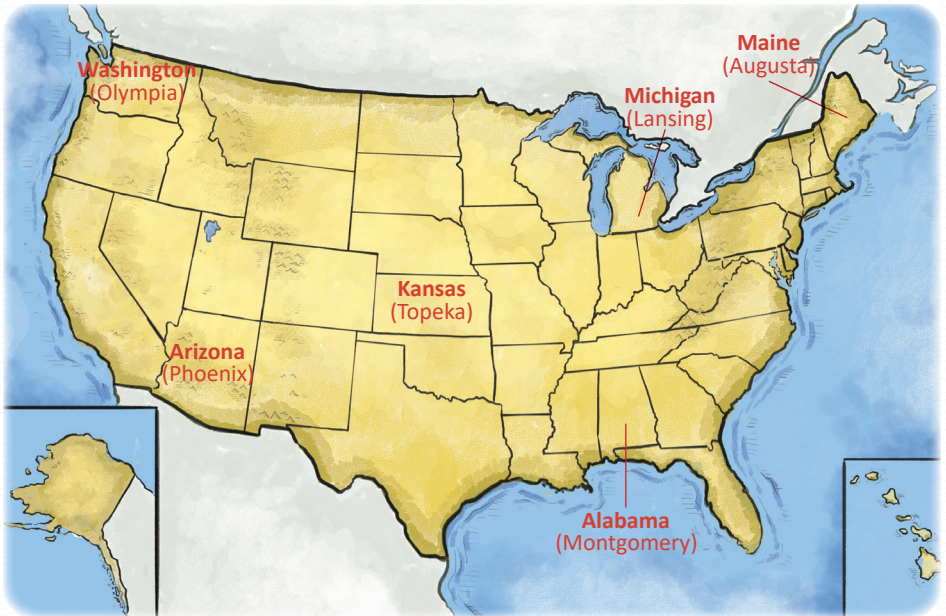 Maine
(Augusta)
Washington
(Olympia)
Michigan
(Lansing)
Kansas
(Topeka)
Arizona
(Phoenix)
Alabama
(Montgomery)